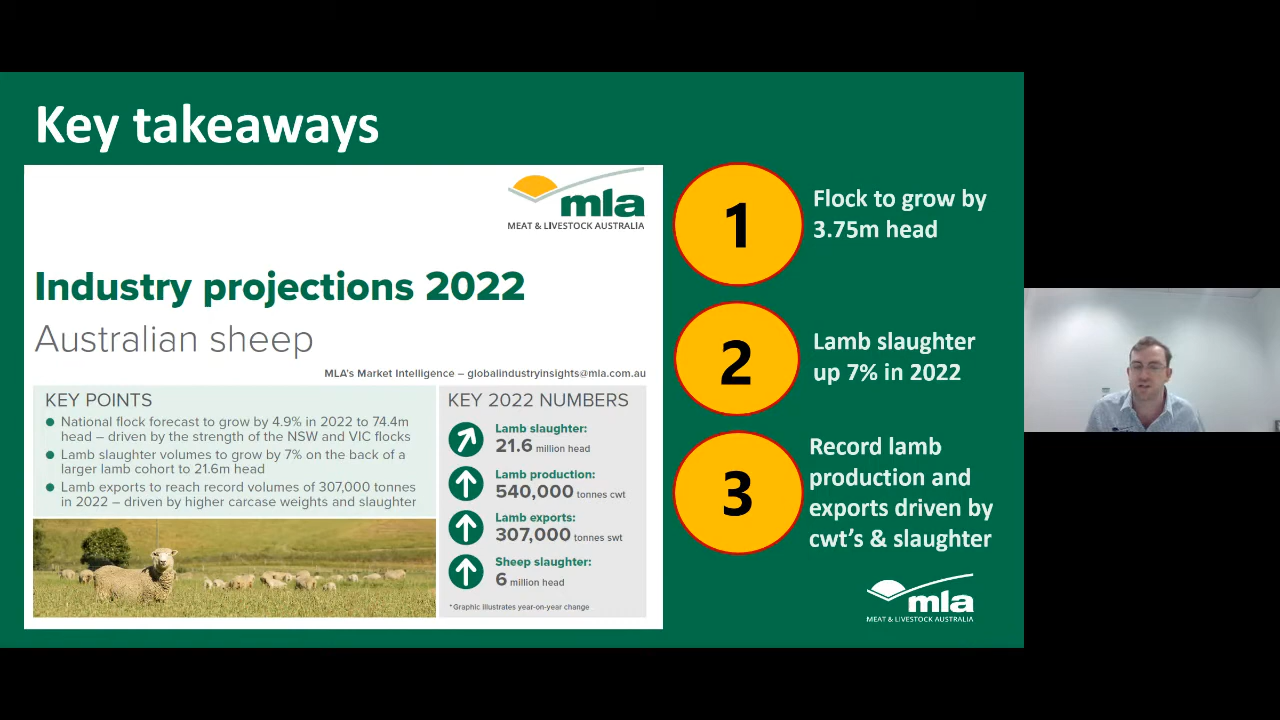 Key takeaways
mla
MEAT & LIVESTOCK AUSTRALIA
Industry projections 2022
Australian sheep
MLA's Market Intelligence – globalindustryinsights@mla.com.au
KEY POINTS
National flock forecast to grow by 4.9% in 2022 to 74.4m
head – driven by the strength of the NSW and VIC flocks
Lamb slaughter volumes to grow by 7% on the back of a
larger lamb cohort to 21.6m head
Lamb exports to reach record volumes of 307,000 tonnes
in 2022 – driven by higher carcase weights and slaughter
KEY 2022 NUMBERS
Lamb slaughter:
21.6 million head
Lamb production:
540,000 tonnes cwt
Lamb exports:
307,000 tonnes swt
Sheep slaughter:
6 million head
*Graphic illustrates year-on-year change
1
Flock to grow by
3.75m head
2
Lamb slaughter
up 7% in 2022
3
Record lamb
production and
exports driven by
cwt's & slaughter
mla
MEAT & LIVESTOCK AUSTRALIA